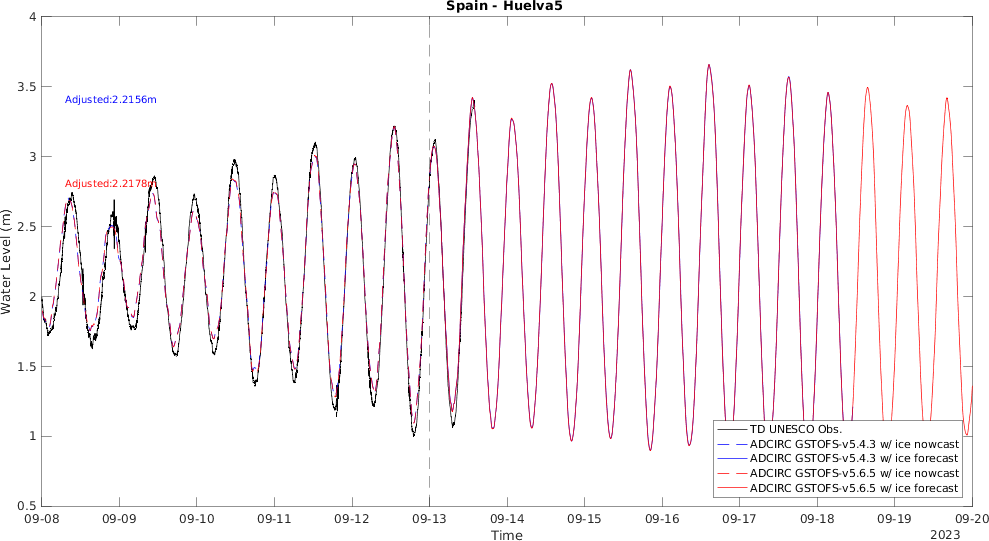 Spain - Huelva5
Water Level (m)
4
3.5
3
2.5
2
1.5
1
0.5
Adjusted:2.2156m
Adjusted:2.2178m
TD UNESCO Obs.
ADCIRC GSTOFS-v5.4.3 w/ ice nowcast
ADCIRC GSTOFS-v5.4.3 w/ ice forecast
ADCIRC GSTOFS-v5.6.5 w/ ice nowcast
ADCIRC GSTOFS-v5.6.5 w/ ice forecast
09-08 09-09 09-10 09-11 09-12 09-13 09-14 09-15 09-16 09-17 09-18 09-19 09-20
Time
2023